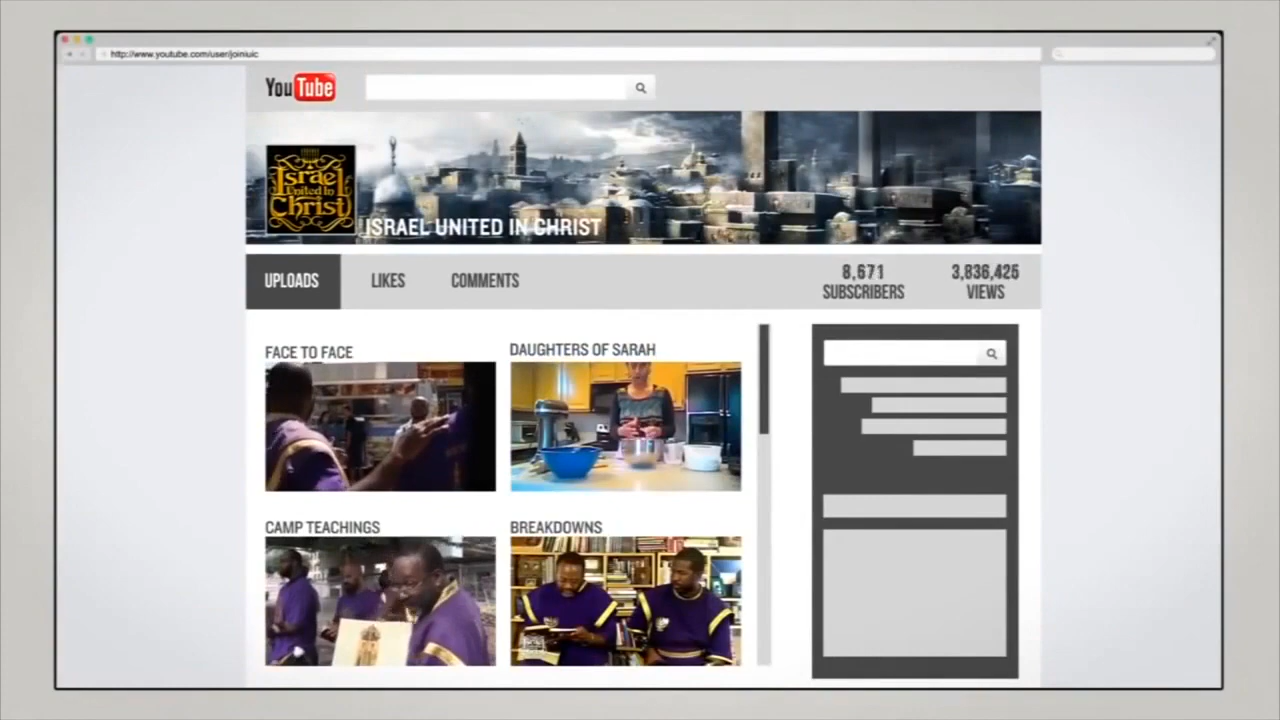 http://www.youtube.com/user/joiniuic
YouTube
Israel
United In
Christ
ISRAEL UNITED IN CHRIST
UPLOADS
LIKES
COMMENTS
8,671
SUBSCRIBERS
3,836,425
VIEWS
FACE TO FACE
DAUGHTERS OF SARAH
CAMP TEACHINGS
BREAKDOWNS